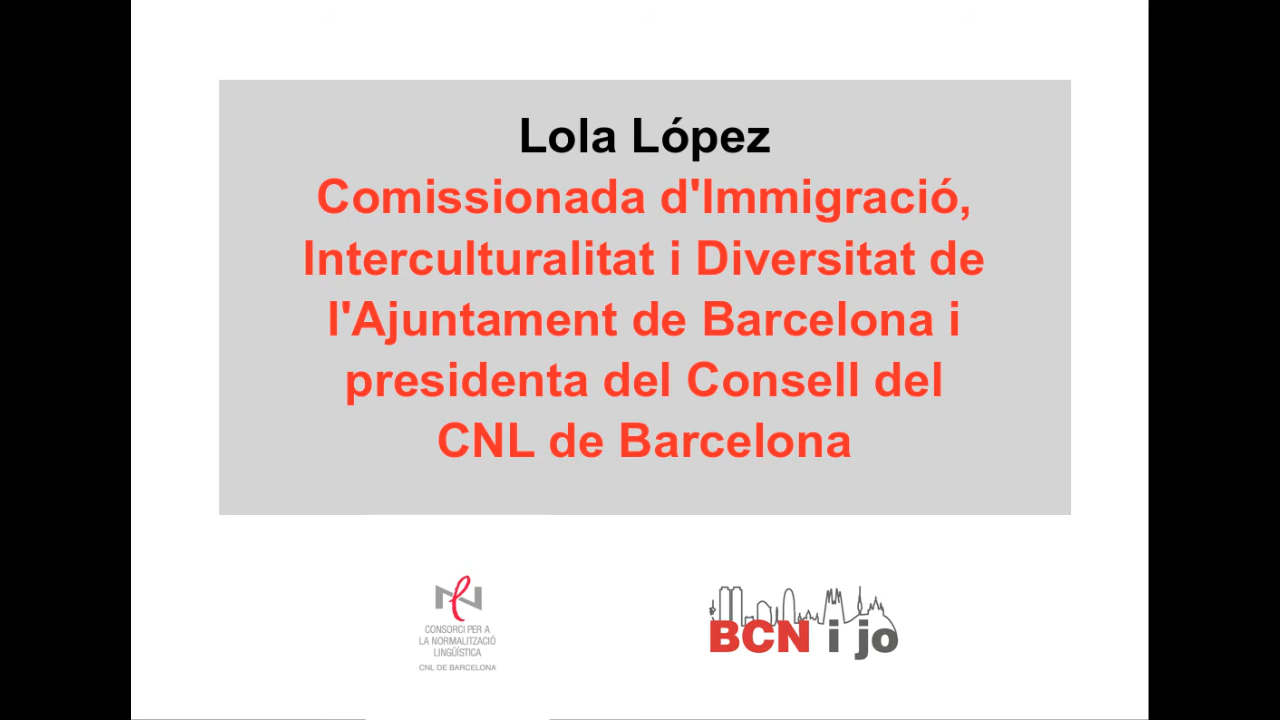 Lola López
Comissionada d'Immigració,
Interculturalitat i Diversitat de
l'Ajuntament de Barcelona i
presidenta del Consell del
CNL de Barcelona
CONSORCI PER A
LA NORMALITZACIÓ
LINGÜÍSTICA
CNL DE BARCELONA
BCN i jo